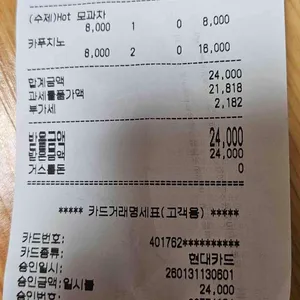 (수제)Hot 모과차
8,000 1 0 8,000
카푸치노
8,000 2 0 16,000
합계금액 24,000
과세물품가액 21,818
부가세 2,182
받을금액 24,000
받은금액 24,000
거스름돈 0
***** 카드거래명세표(고객용) *****
카드번호: 401762**********
카드종류: 현대카드
승인일시: 260131130601
승인금액:일시불 24,000
승인번호: